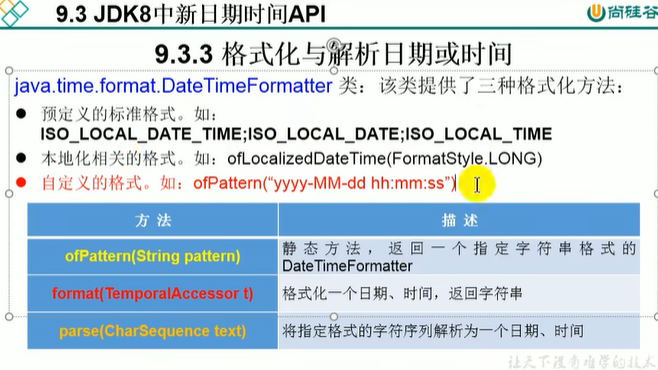 9.3 JDK8中新日期时间API
尚硅谷
9.3.3 格式化与解析日期或时间
java.time.format.DateTimeFormatter 类：该类提供了三种格式化方法：
预定义的标准格式。如：
ISO_LOCAL_DATE_TIME;ISO_LOCAL_DATE;ISO_LOCAL_TIME
本地化相关的格式。如：ofLocalizedDateTime(FormatStyle.LONG)
自定义的格式。如：ofPattern(“yyyy-MM-dd hh:mm:ss”)
方 法 描 述
ofPattern(String pattern) 静态方法，返回一个指定字符串格式的
DateTimeFormatter
format(TemporalAccessor t) 格式化一个日期、时间，返回字符串
parse(CharSequence text) 将指定格式的字符序列解析为一个日期、时间
让天下没有难学的技术